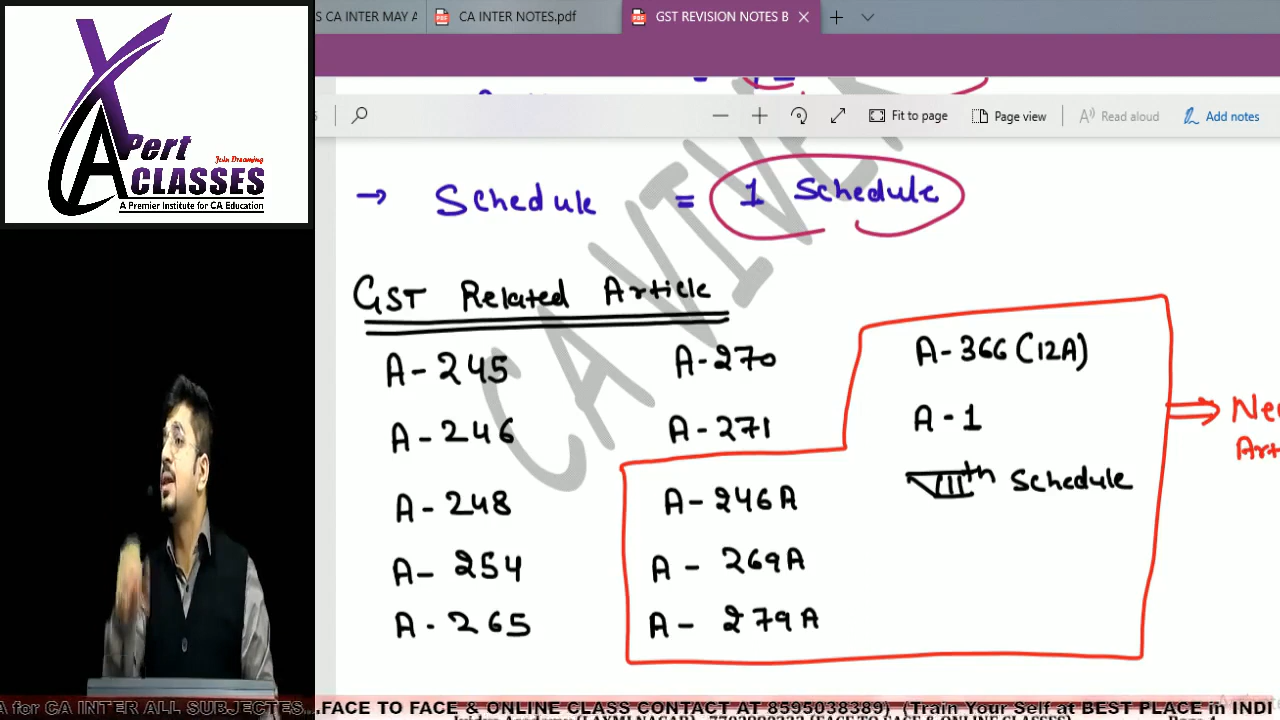 S CA INTER MAY A
CA INTER NOTES.pdf
GST REVISION NOTES B
Fit to page
Page view
Read aloud
Add notes
XPert
Join Dreaming
CA CLASSES
A Premier Institute for CA Education
→ Schedule = 1 Schedule
GST Related Article
A - 245
A - 246
A - 248
A - 254
A - 265
A - 270
A - 271
A - 246A
A - 269A
A - 279A
A - 366 (12A)
A - 1
VIIth Schedule
CA VIVE
A for CA INTER ALL SUBJECTES...FACE TO FACE & ONLINE CLASS CONTACT AT 8595038389) (Train Your Self at BEST PLACE in INDI